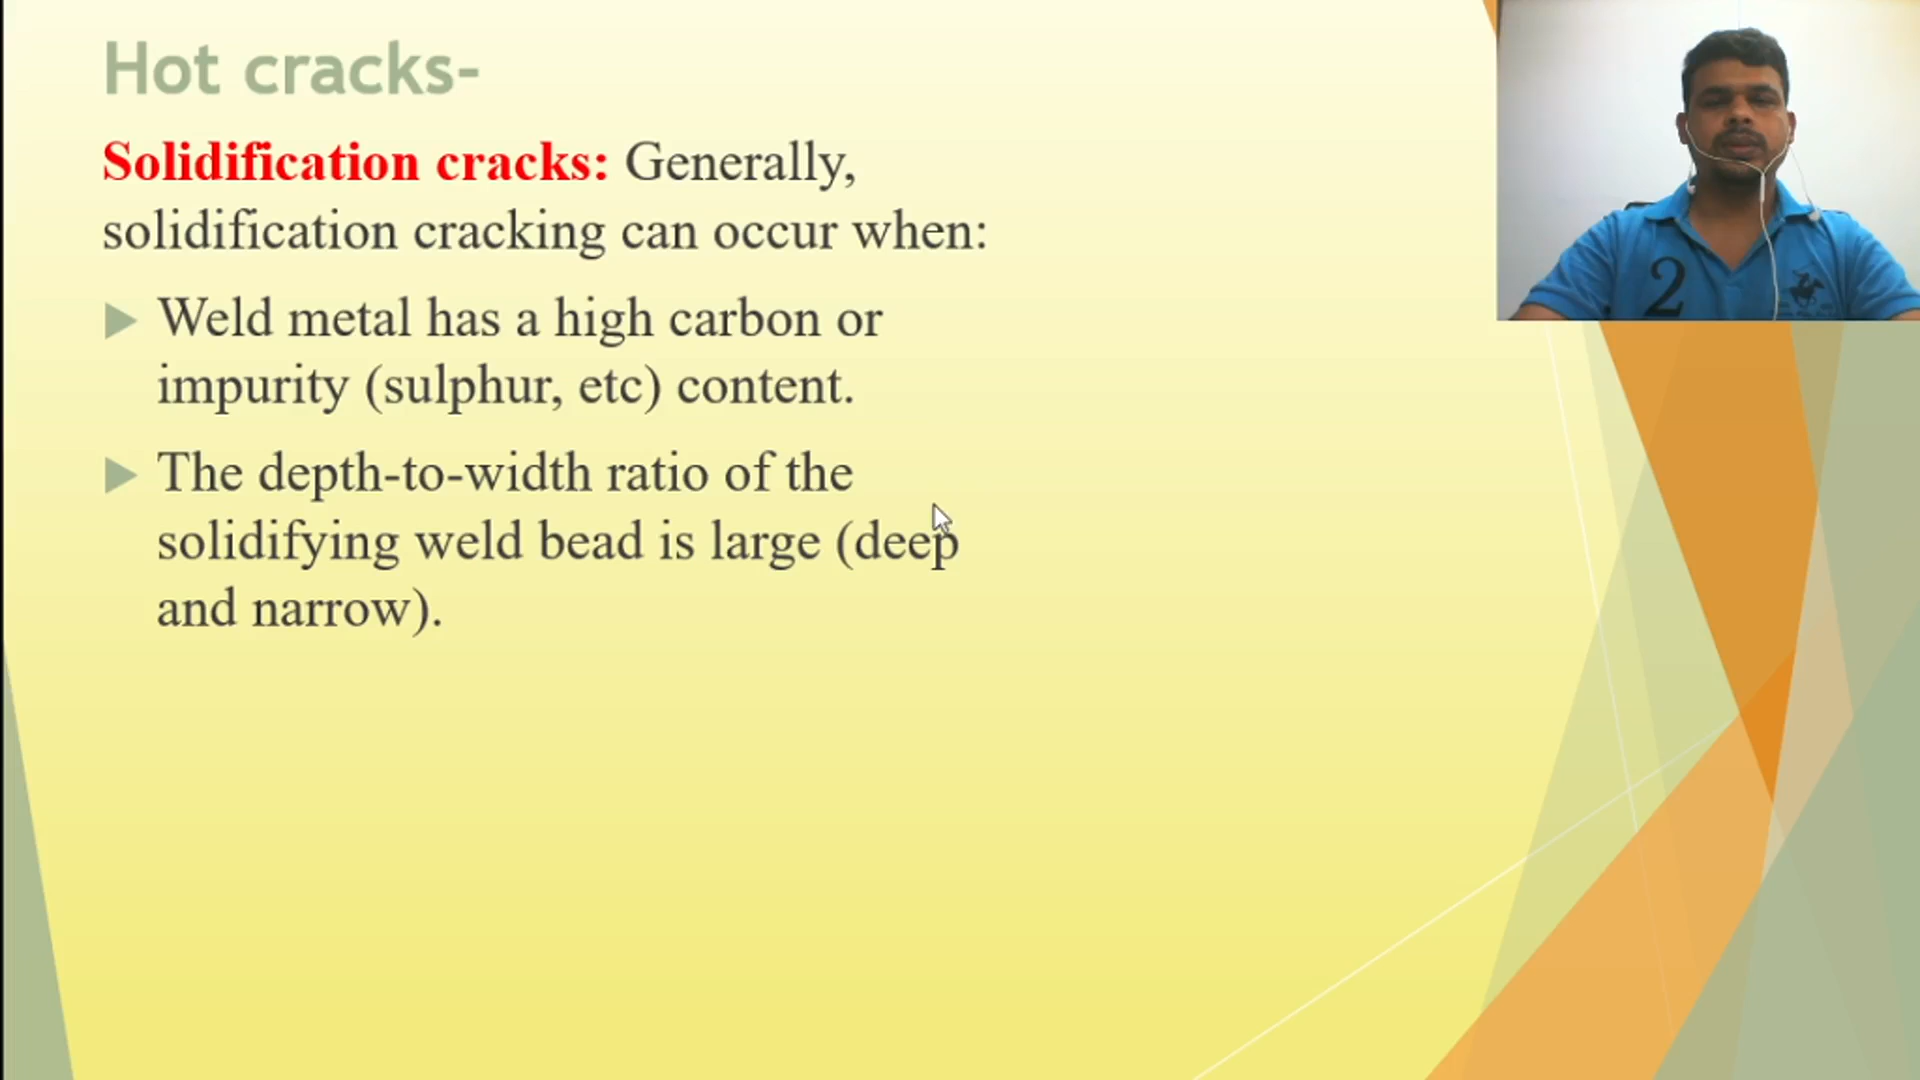 Hot cracks-
Solidification cracks: Generally,
solidification cracking can occur when:
Weld metal has a high carbon or
impurity (sulphur, etc) content.
The depth-to-width ratio of the
solidifying weld bead is large (deep
and narrow).
2